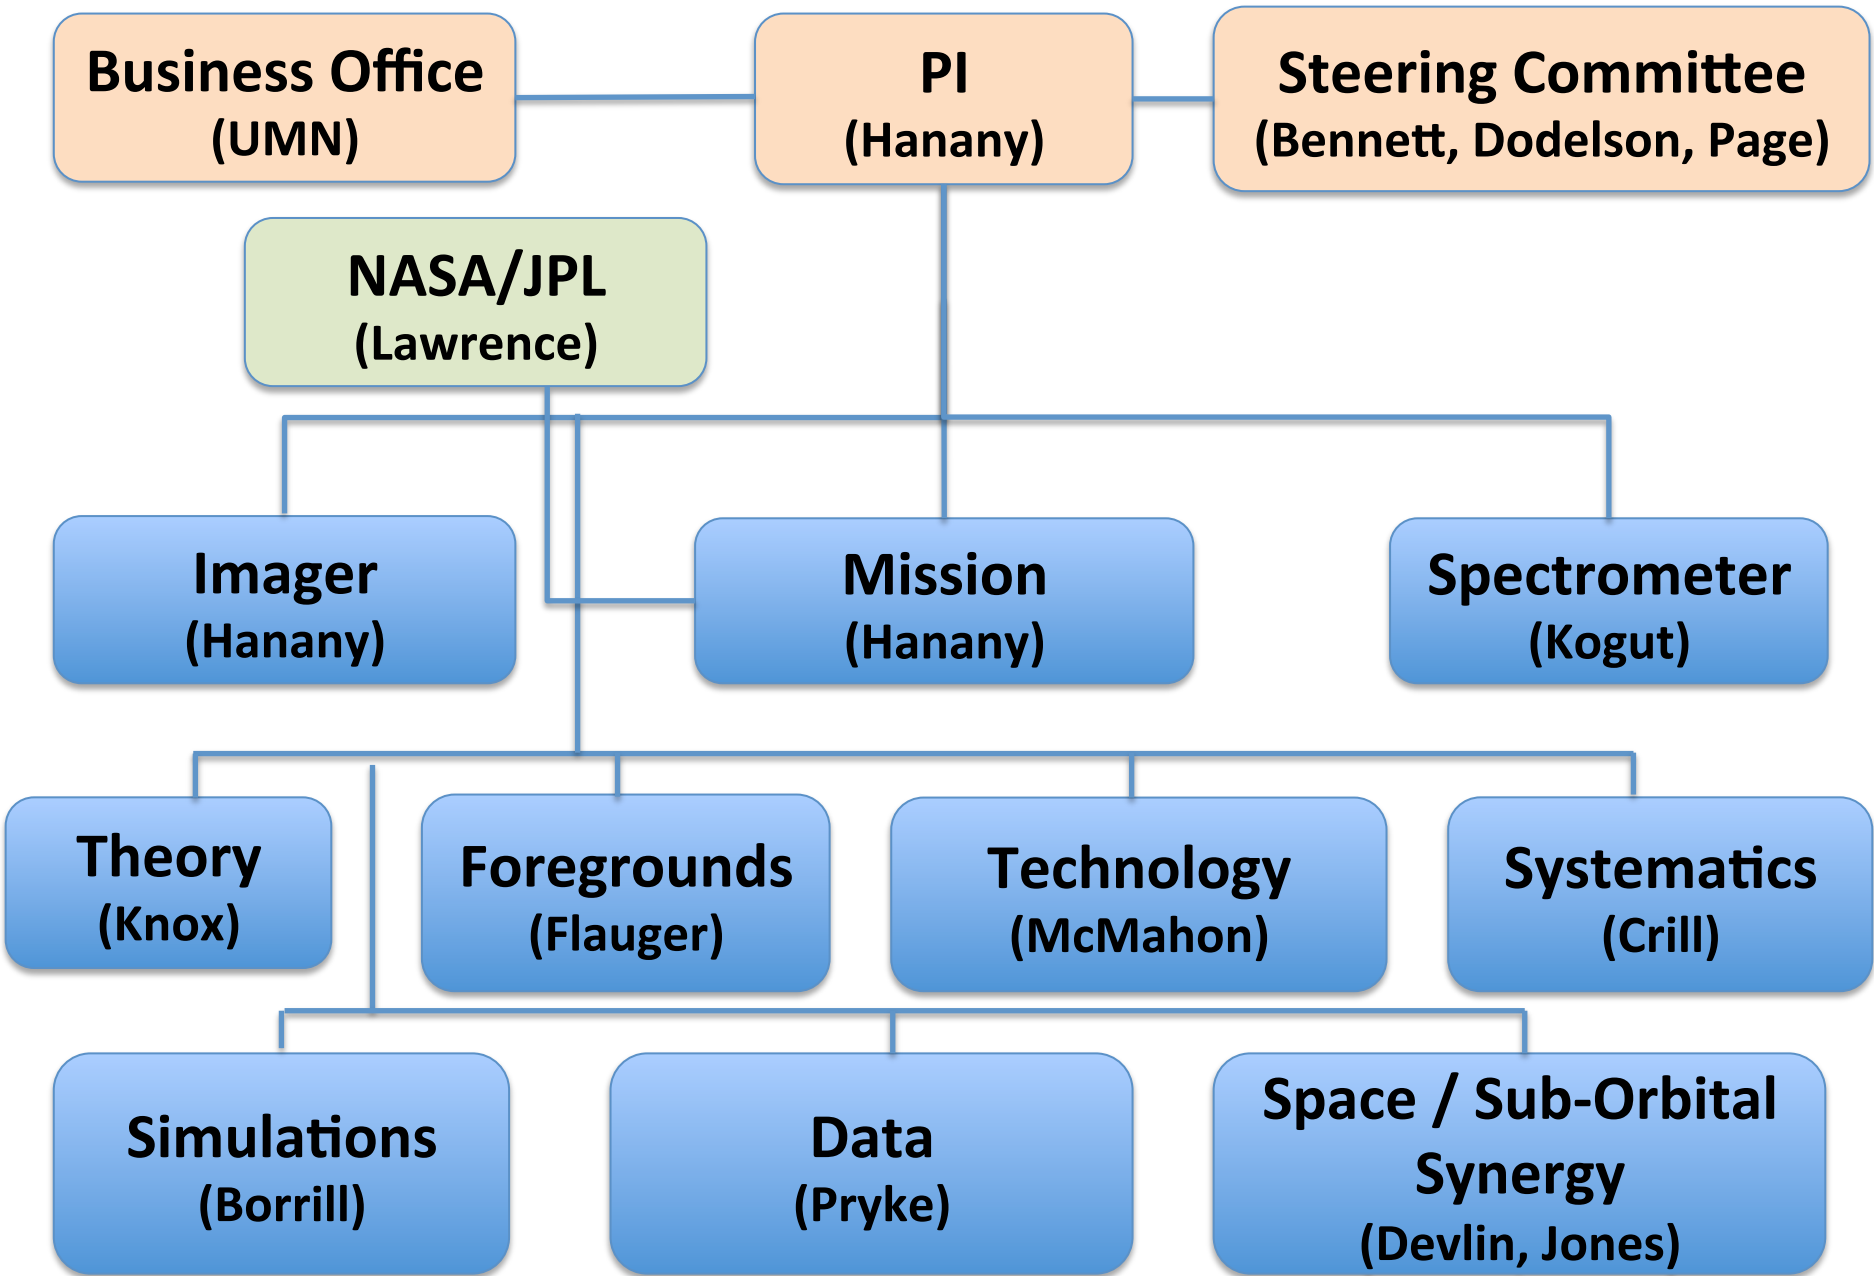 Business Office
(UMN)
PI
(Hanany)
Steering Committee
(Bennett, Dodelson, Page)
NASA/JPL
(Lawrence)
Imager
(Hanany)
Mission
(Hanany)
Spectrometer
(Kogut)
Theory
(Knox)
Foregrounds
(Flauger)
Technology
(McMahon)
Systematics
(Crill)
Simulations
(Borrill)
Data
(Pryke)
Space / Sub-Orbital
Synergy
(Devlin, Jones)